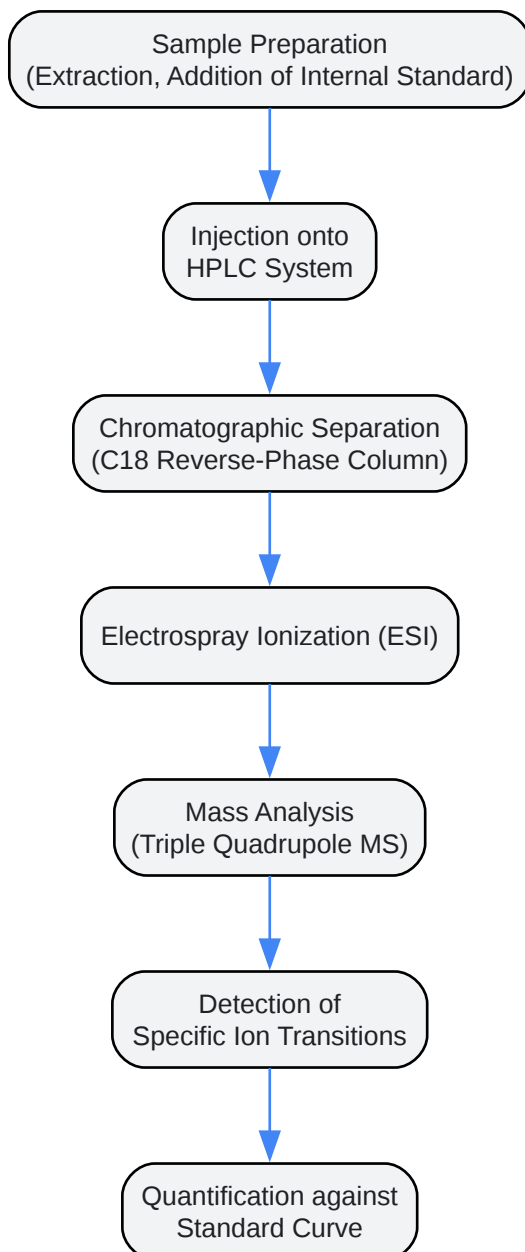 Sample Preparation
(Extraction, Addition of Internal Standard)
Injection onto
HPLC System
Chromatographic Separation
(C18 Reverse-Phase Column)
Electrospray Ionization (ESI)
Mass Analysis
(Triple Quadrupole MS)
Detection of
Specific Ion Transitions
Quantification against
Standard Curve